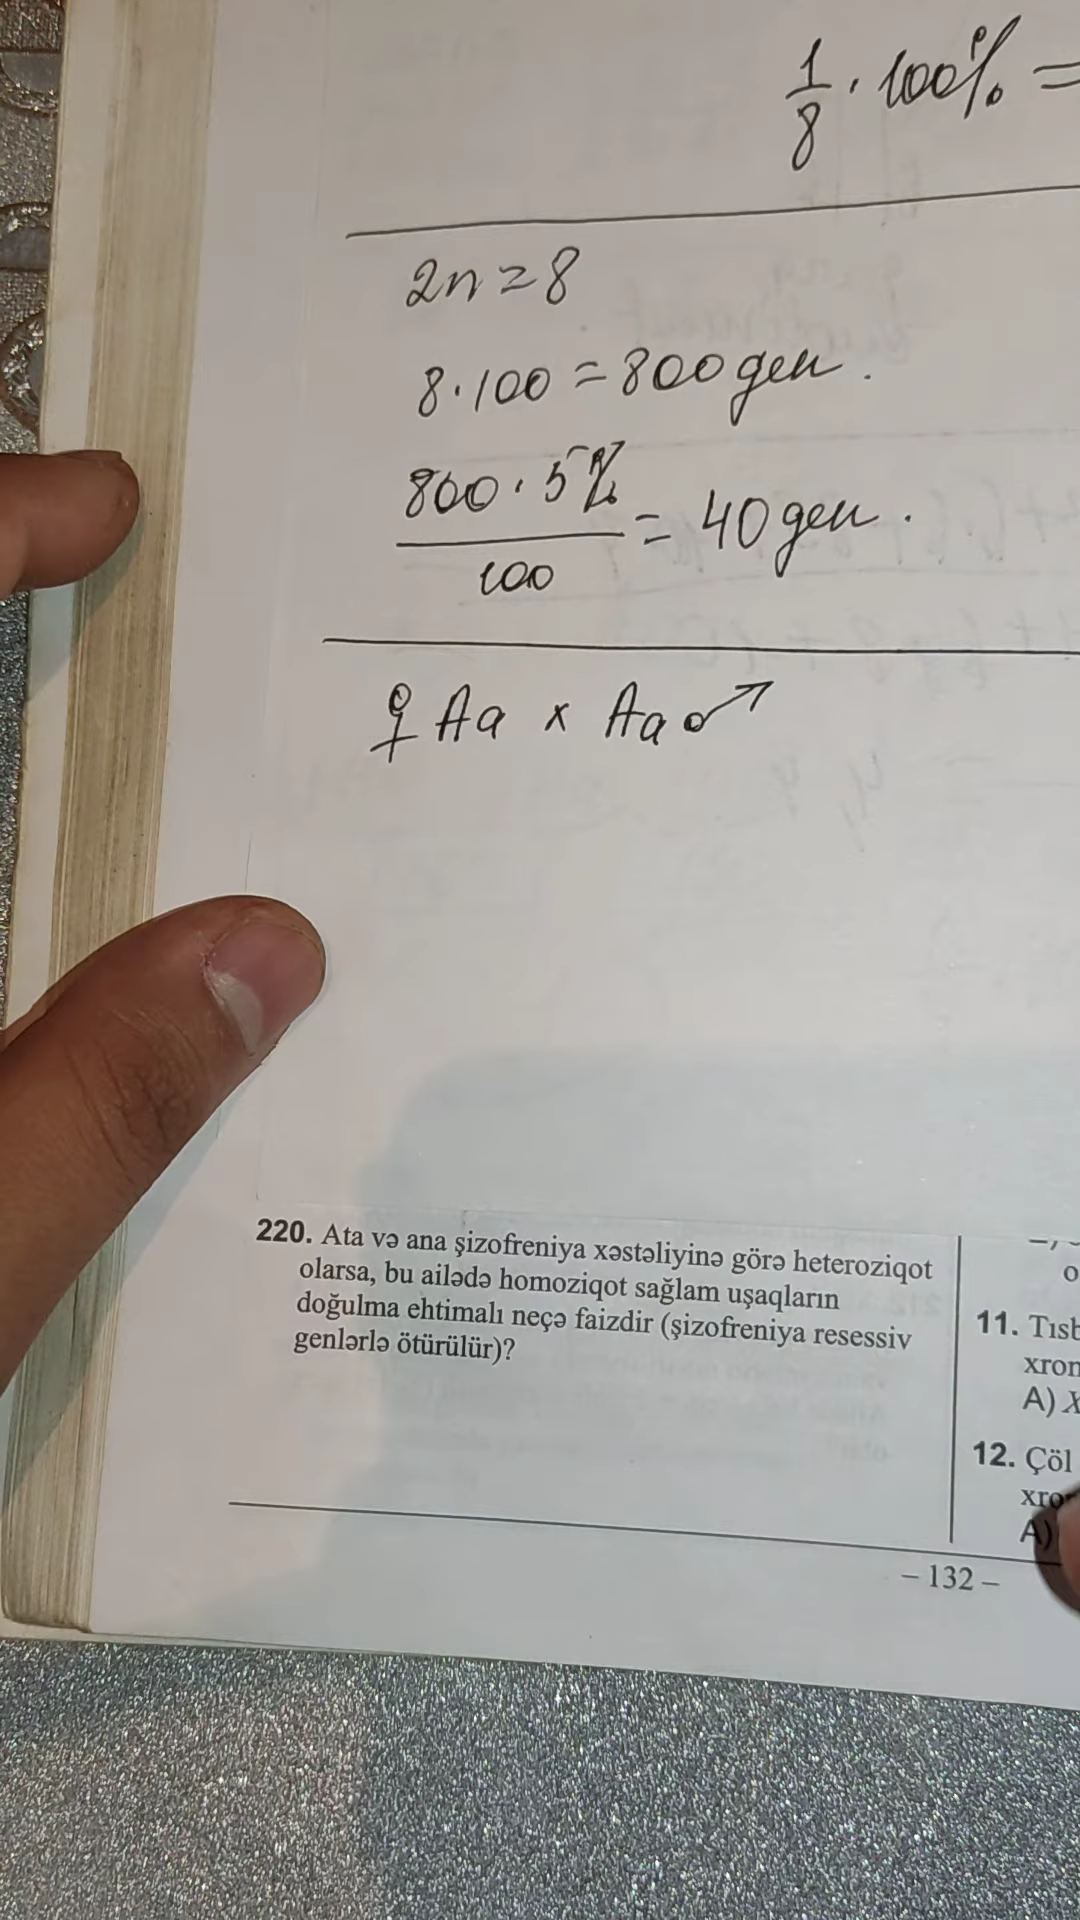 1/8 · 100% =
2n = 8
8 · 100 = 800 gen.
800 · 5% / 100 = 40 gen.
♀ Aa x Aa ♂
220. Ata və ana şizofreniya xəstəliyinə görə heteroziqot
olarsa, bu ailədə homoziqot sağlam uşaqların
doğulma ehtimalı neçə faizdir (şizofreniya resessiv
genlərlə ötürülür)?
11. Tısb
xrom
A) X
12. Çöl
A)
– 132 –